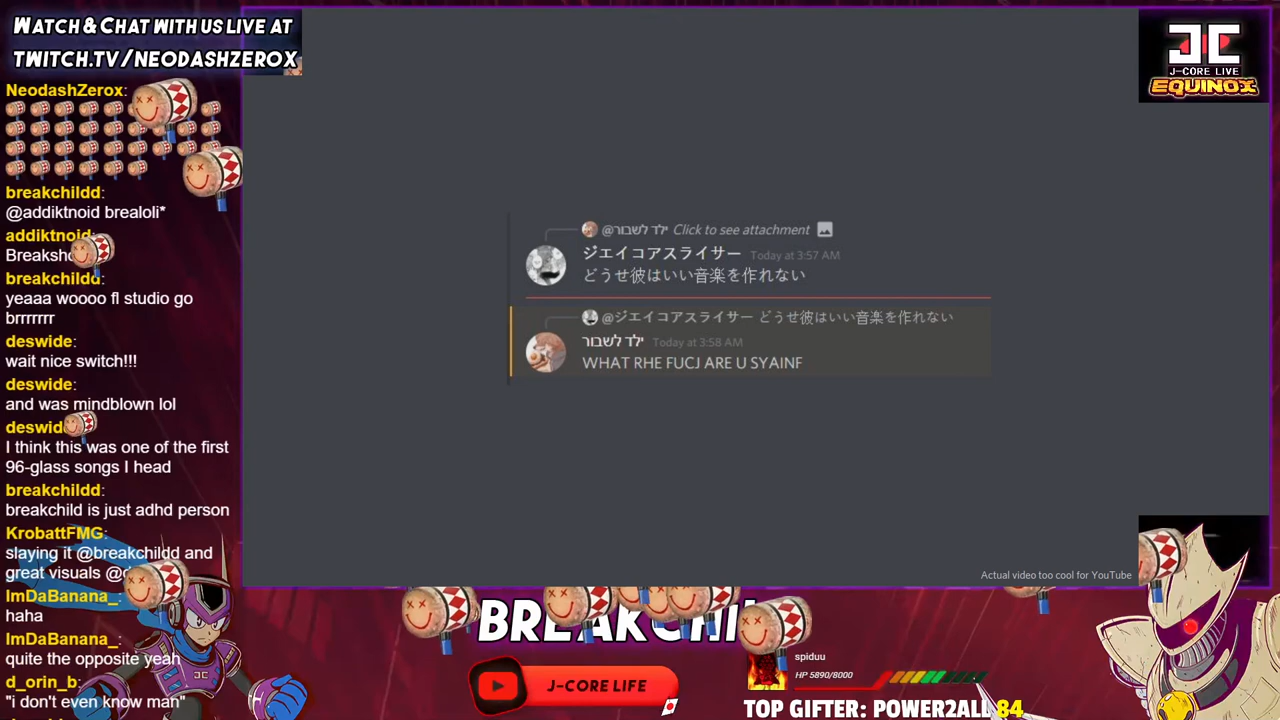 WATCH & CHAT WITH US LIVE AT
TWITCH.TV/NEODASHZEROX
NeodashZerox:
breakchildd:
@addiktnoid brealoli*
addiktnoid:
breakchildd:
yeaaa woooo fl studio go
brrrrrrr
deswide:
wait nice switch!!!
deswide:
and was mindblown lol
I think this was one of the first
96-glass songs I head
breakchildd:
breakchild is just adhd person
KrobattFMG:
slaying it @breakchildd and
great visuals
ImDaBanana_:
haha
ImDaBanana_:
quite the opposite yeah
d_orin_b:
"i don't even know man"
JC
J-CORE LIVE
EQUINOX
@ילד לשבור Click to see attachment
ジェイコアスライサー Today at 3:57 AM
どうせ彼はいい音楽を作れない
@ジェイコアスライサー どうせ彼はいい音楽を作れない
ילד לשבור Today at 3:58 AM
WHAT RHE FUCJ ARE U SYAINF
Actual video too cool for YouTube
J-CORE LIFE
spiduu
HP 5890/8000
TOP GIFTER: POWER2ALL 84